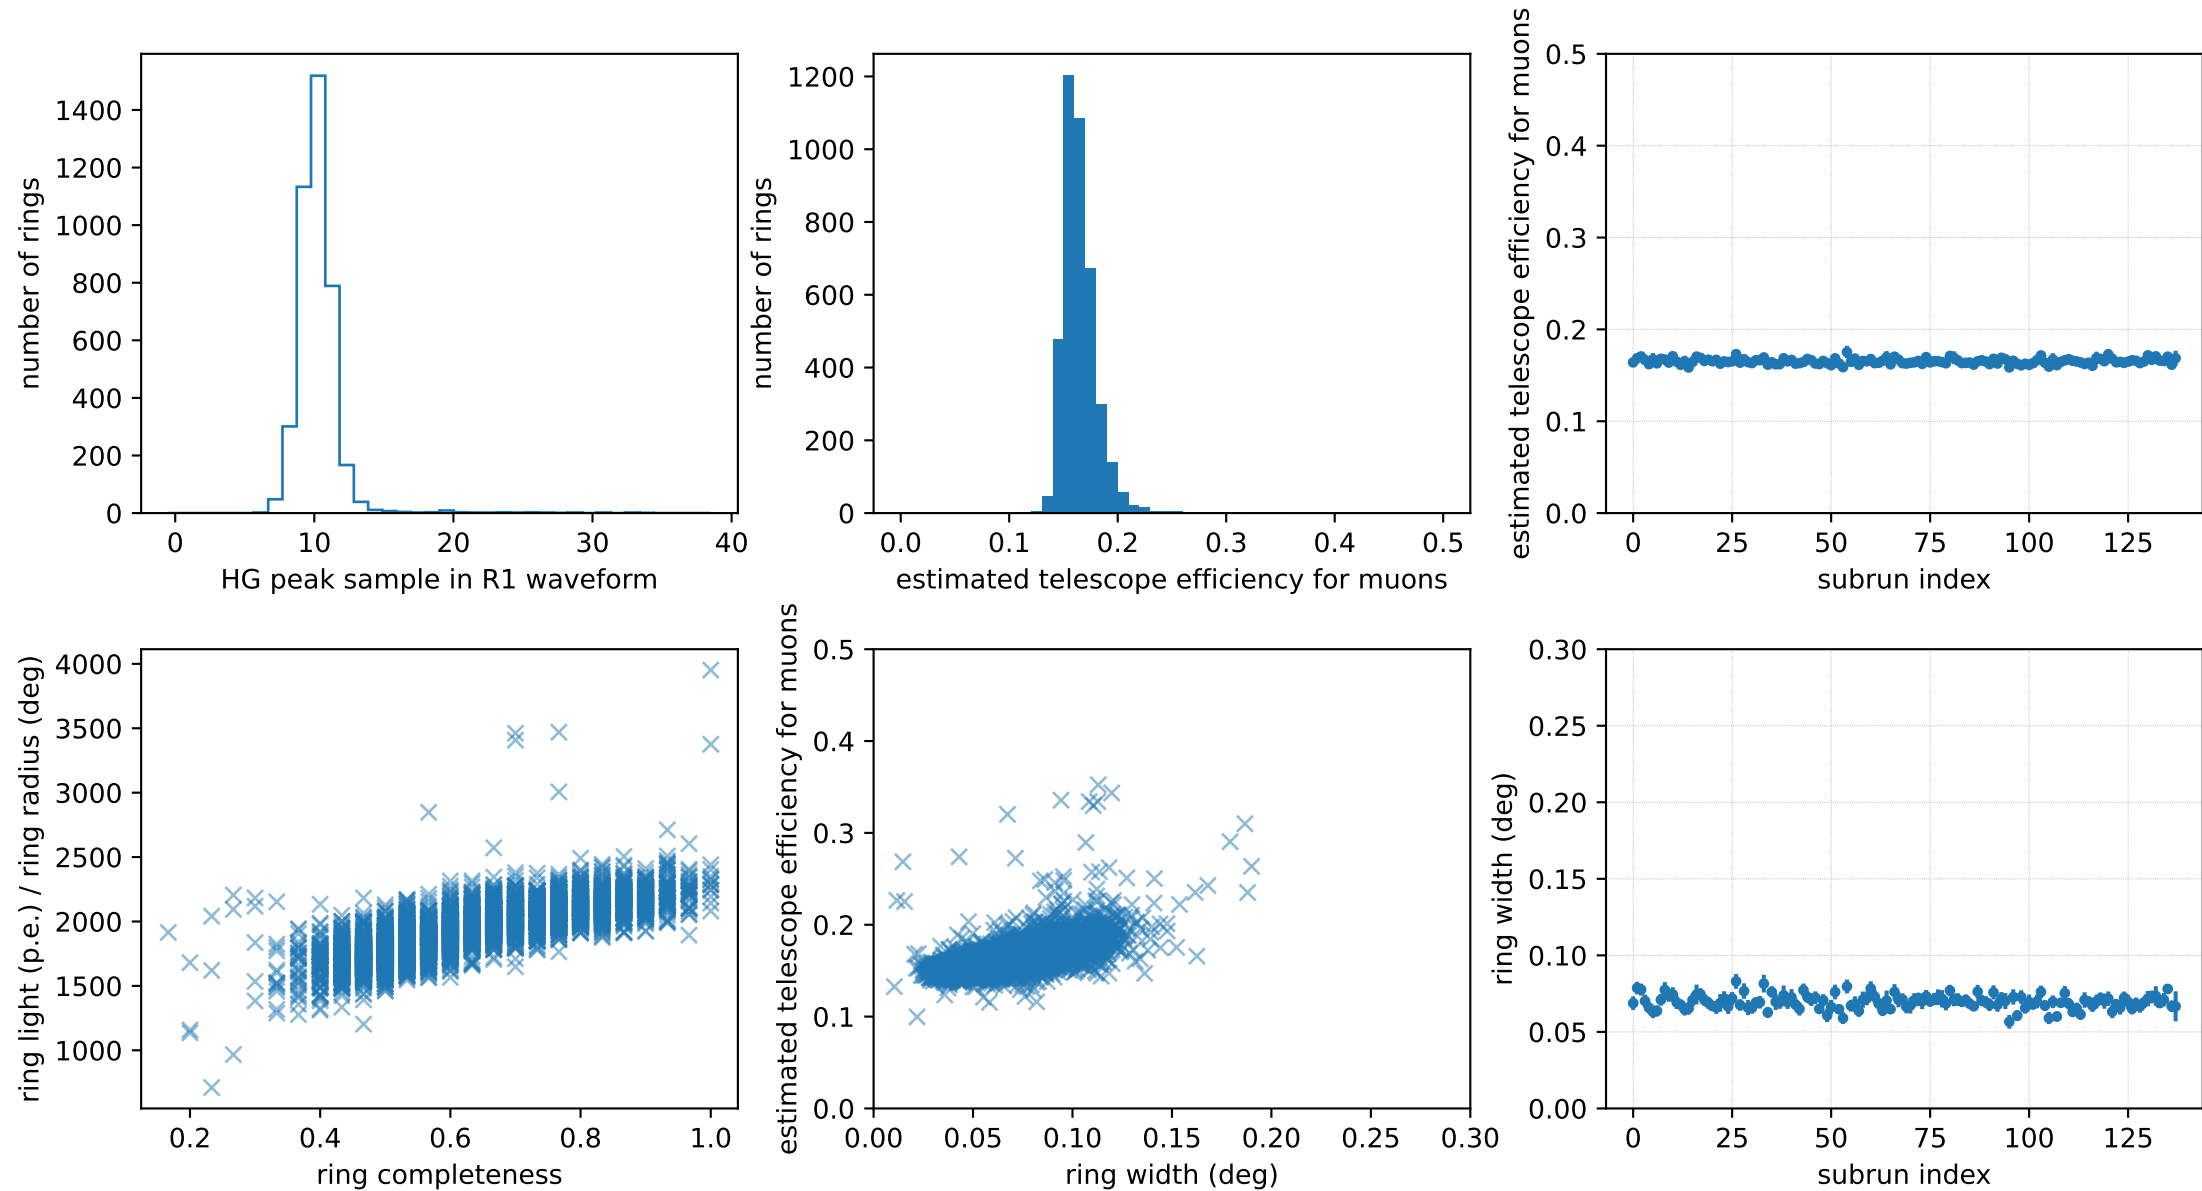 number of rings
1400
1200
1000
800
600
400
200
0
0 10 20 30 40
HG peak sample in R1 waveform
number of rings
1200
1000
800
600
400
200
0
0.0 0.1 0.2 0.3 0.4 0.5
estimated telescope efficiency for muons
estimated telescope efficiency for muons
0.5
0.4
0.3
0.2
0.1
0.0
0 25 50 75 100 125
subrun index
ring light (p.e.) / ring radius (deg)
4000
3500
3000
2500
2000
1500
1000
0.2 0.4 0.6 0.8 1.0
ring completeness
estimated telescope efficiency for muons
0.5
0.4
0.3
0.2
0.1
0.0
0.00 0.05 0.10 0.15 0.20 0.25 0.30
ring width (deg)
ring width (deg)
0.30
0.25
0.20
0.15
0.10
0.05
0.00
0 25 50 75 100 125
subrun index